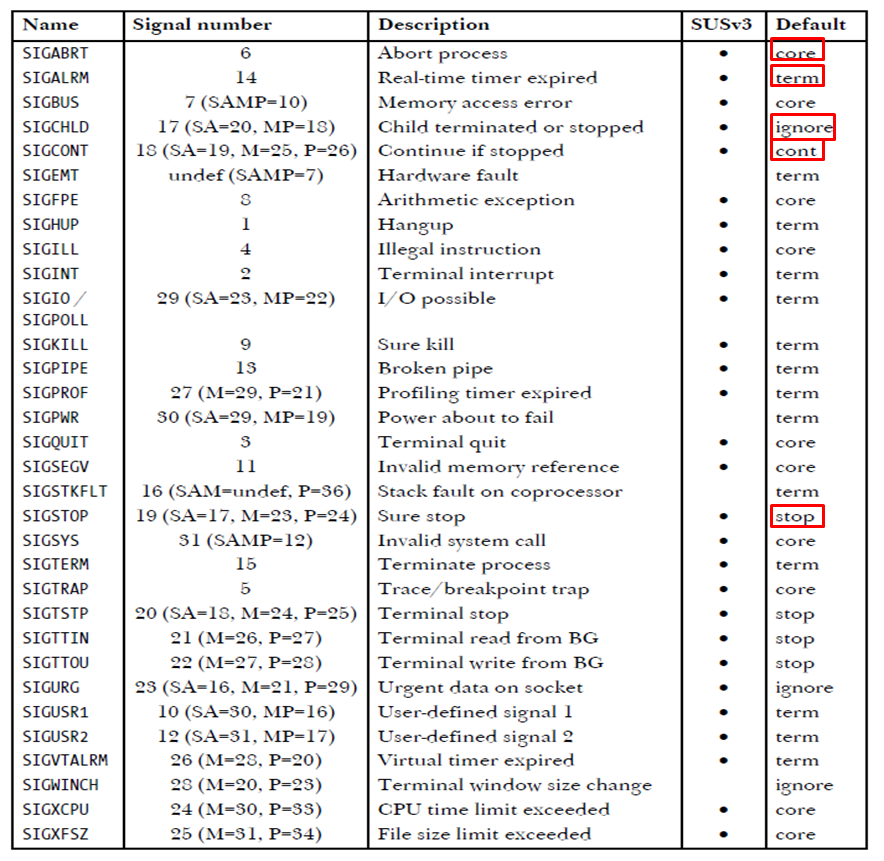 Name Signal number Description SUSv3 Default
SIGABRT 6 Abort process • core
SIGALRM 14 Real-time timer expired • term
SIGBUS 7 (SAMP=10) Memory access error • core
SIGCHLD 17 (SA=20, MP=18) Child terminated or stopped • ignore
SIGCONT 18 (SA=19, M=25, P=26) Continue if stopped • cont
SIGEMT undef (SAMP=7) Hardware fault term
SIGFPE 8 Arithmetic exception • core
SIGHUP 1 Hangup • term
SIGILL 4 Illegal instruction • core
SIGINT 2 Terminal interrupt • term
SIGIO / 29 (SA=23, MP=22) I/O possible • term
SIGPOLL
SIGKILL 9 Sure kill • term
SIGPIPE 13 Broken pipe • term
SIGPROF 27 (M=29, P=21) Profiling timer expired • term
SIGPWR 30 (SA=29, MP=19) Power about to fail term
SIGQUIT 3 Terminal quit • core
SIGSEGV 11 Invalid memory reference • core
SIGSTKFLT 16 (SAM=undef, P=36) Stack fault on coprocessor term
SIGSTOP 19 (SA=17, M=23, P=24) Sure stop • stop
SIGSYS 31 (SAMP=12) Invalid system call • core
SIGTERM 15 Terminate process • term
SIGTRAP 5 Trace/breakpoint trap • core
SIGTSTP 20 (SA=18, M=24, P=25) Terminal stop • stop
SIGTTIN 21 (M=26, P=27) Terminal read from BG • stop
SIGTTOU 22 (M=27, P=28) Terminal write from BG • stop
SIGURG 23 (SA=16, M=21, P=29) Urgent data on socket • ignore
SIGUSR1 10 (SA=30, MP=16) User-defined signal 1 • term
SIGUSR2 12 (SA=31, MP=17) User-defined signal 2 • term
SIGVTALRM 26 (M=28, P=20) Virtual timer expired • term
SIGWINCH 28 (M=20, P=23) Terminal window size change ignore
SIGXCPU 24 (M=30, P=33) CPU time limit exceeded • core
SIGXFSZ 25 (M=31, P=34) File size limit exceeded • core